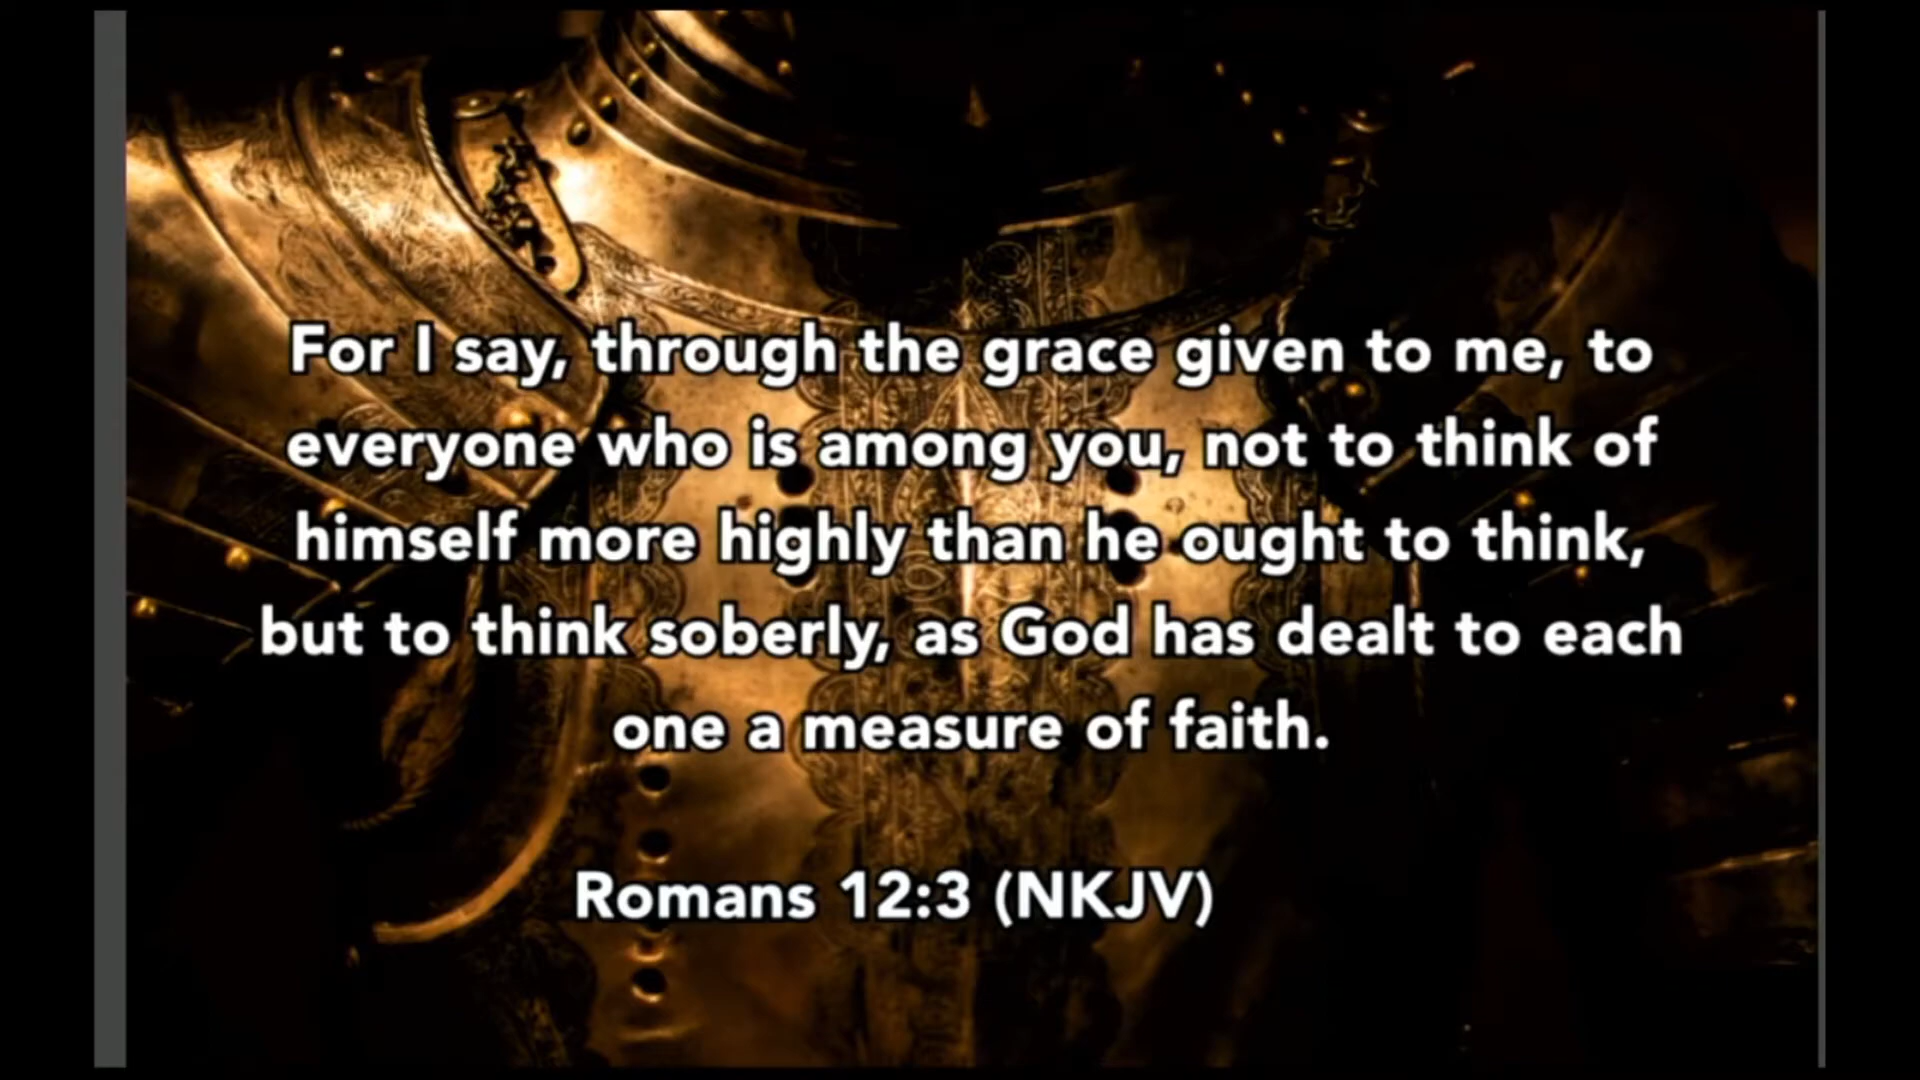 For I say, through the grace given to me, to
everyone who is among you, not to think of
himself more highly than he ought to think,
but to think soberly, as God has dealt to each
one a measure of faith.
Romans 12:3 (NKJV)